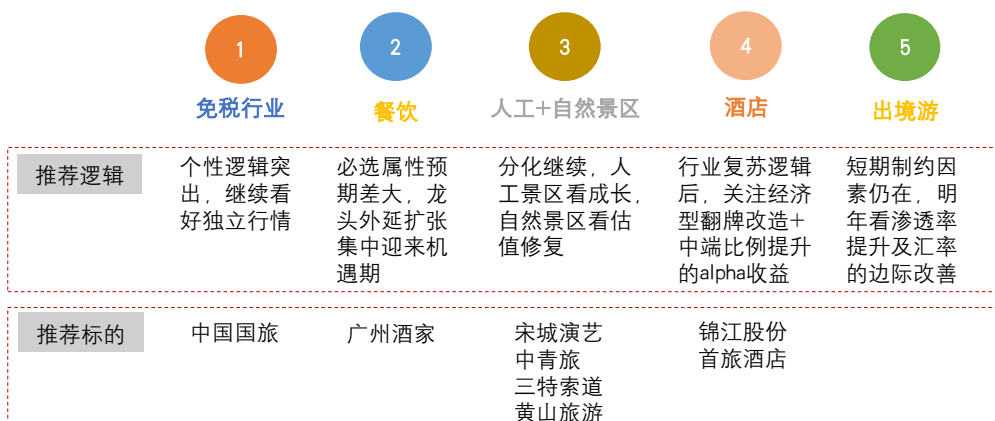 1
2
3
4
5
免税行业
餐饮
人工+自然景区
酒店
出境游
推荐逻辑
个性逻辑突
出，继续看
好独立行情
必选属性预
期差大，龙
头外延扩张
集中迎来机
遇期
分化继续，人
工景区看成长，
自然景区看估
值修复
行业复苏逻辑
后，关注经济
型翻牌改造+
中端比例提升
的alpha收益
短期制约因
素仍在，明
年看渗透率
提升及汇率
的边际改善
推荐标的
中国国旅
广州酒家
宋城演艺
中青旅
三特索道
黄山旅游
锦江股份
首旅酒店